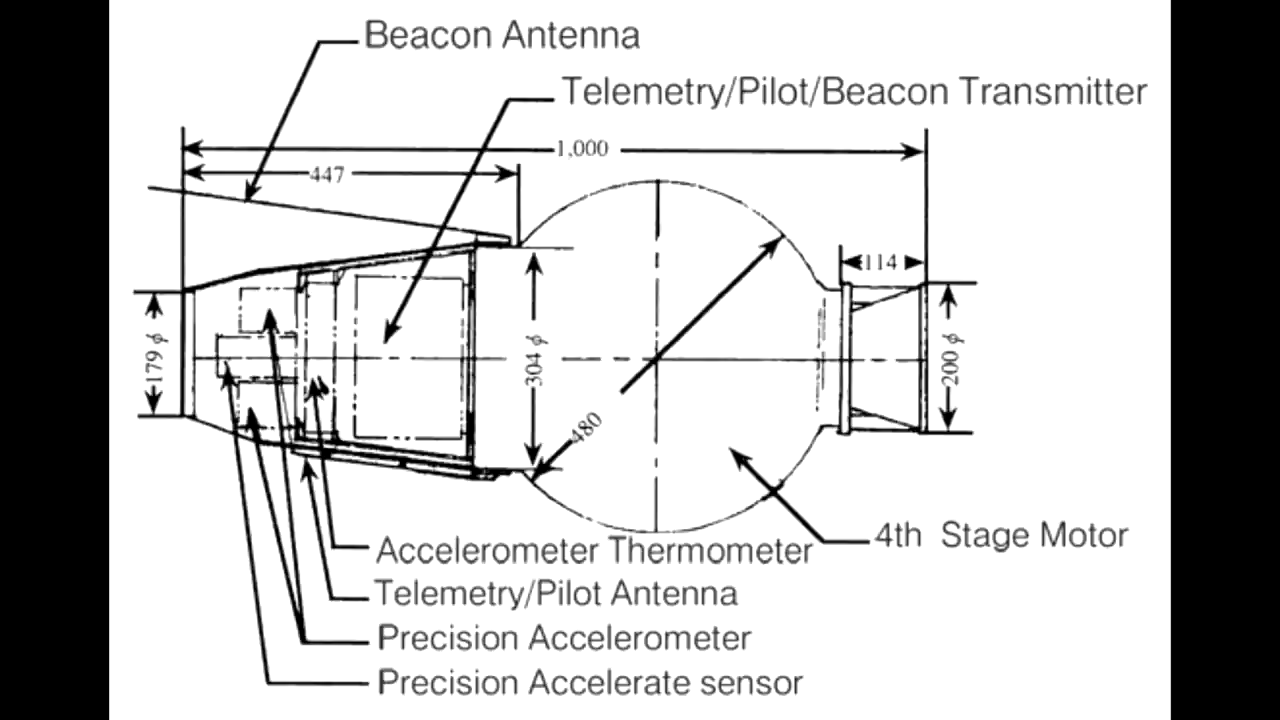 Beacon Antenna
Telemetry/Pilot/Beacon Transmitter
1,000
447
114
179 ϕ
304 ϕ
200 ϕ
480
4th Stage Motor
Accelerometer Thermometer
Telemetry/Pilot Antenna
Precision Accelerometer
Precision Accelerate sensor